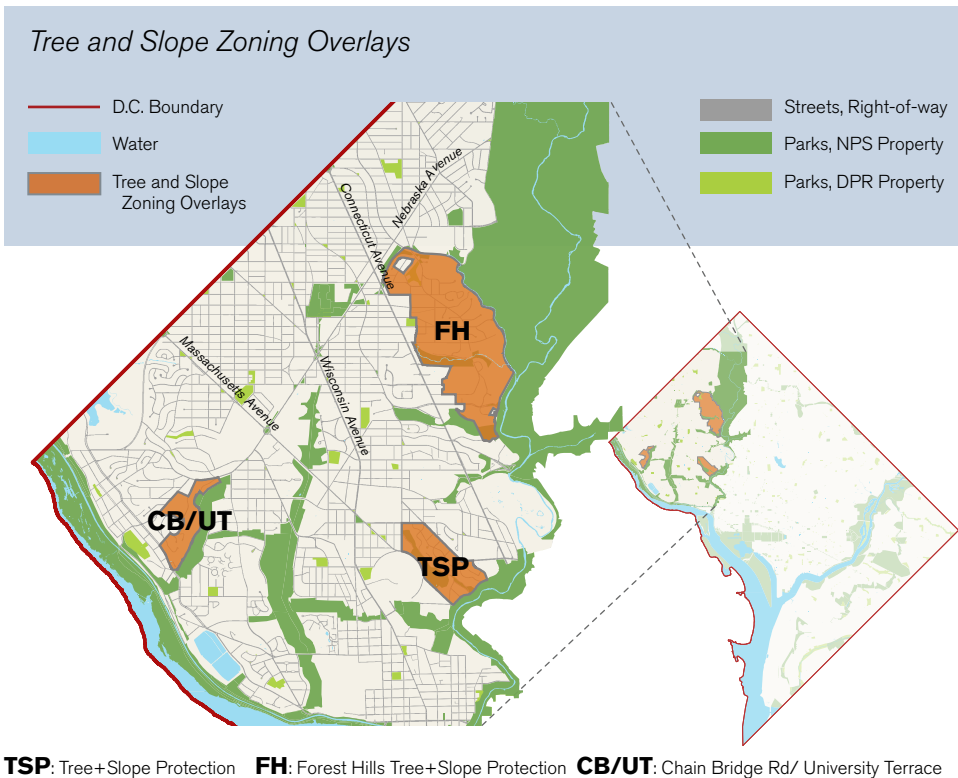 Tree and Slope Zoning Overlays
D.C. Boundary
Water
Tree and Slope
Zoning Overlays
Streets, Right-of-way
Parks, NPS Property
Parks, DPR Property
Nebraska Avenue
Connecticut Avenue
FH
Massachusetts Avenue
Wisconsin Avenue
CB/UT
TSP
TSP: Tree+Slope Protection FH: Forest Hills Tree+Slope Protection CB/UT: Chain Bridge Rd/ University Terrace